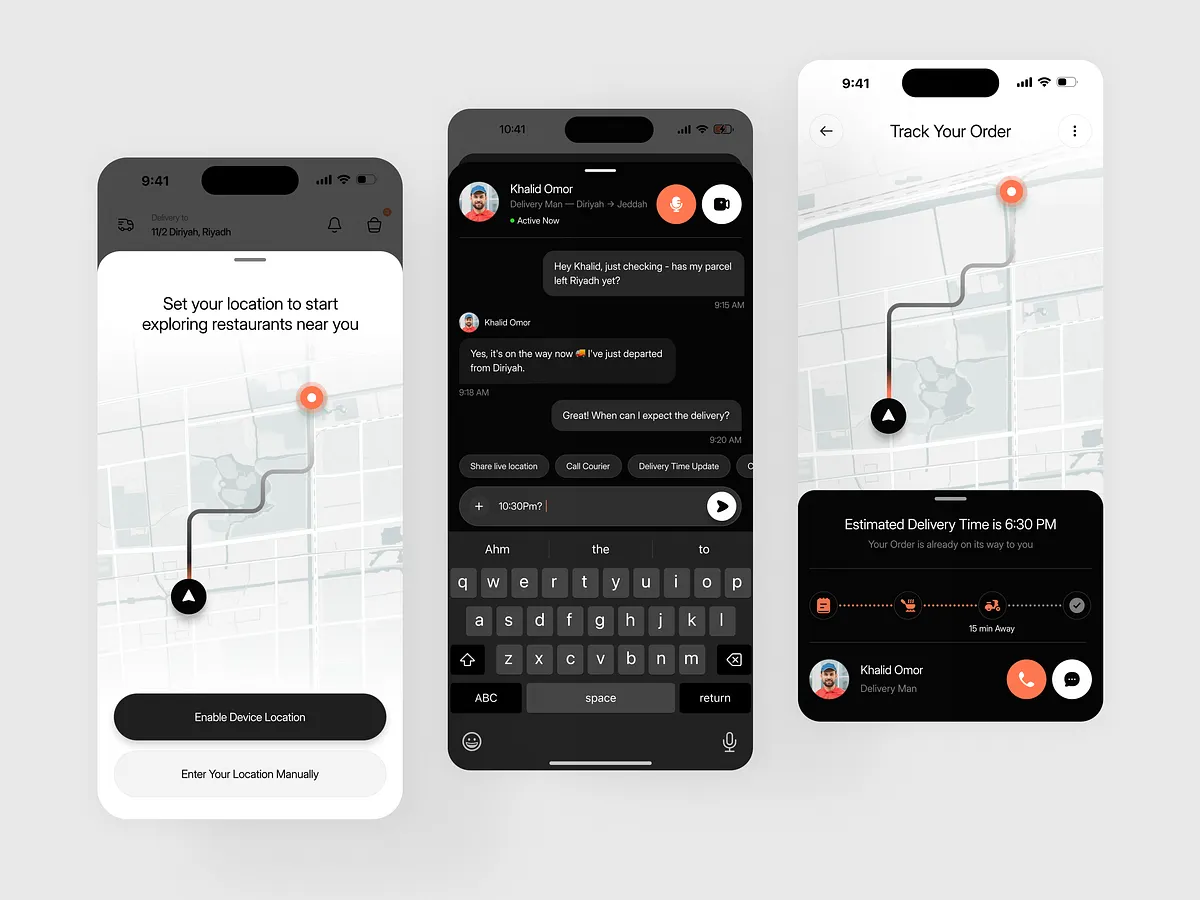 9:41
Delivery to
11/2 Diriyah, Riyadh
Set your location to start
exploring restaurants near you
Enable Device Location
Enter Your Location Manually
10:41
Khalid Omor
Delivery Man — Diriyah → Jeddah
Active Now
Hey Khalid, just checking - has my parcel
left Riyadh yet?
9:15 AM
Khalid Omor
Yes, it's on the way now 🚚 I've just departed
from Diriyah.
9:18 AM
Great! When can I expect the delivery?
9:20 AM
Share live location
Call Courier
Delivery Time Update
10:30Pm?
Ahm the to
q w e r t y u i o p
a s d f g h j k l
z x c v b n m
ABC space return
9:41
Track Your Order
Estimated Delivery Time is 6:30 PM
Your Order is already on its way to you
15 min Away
Khalid Omor
Delivery Man